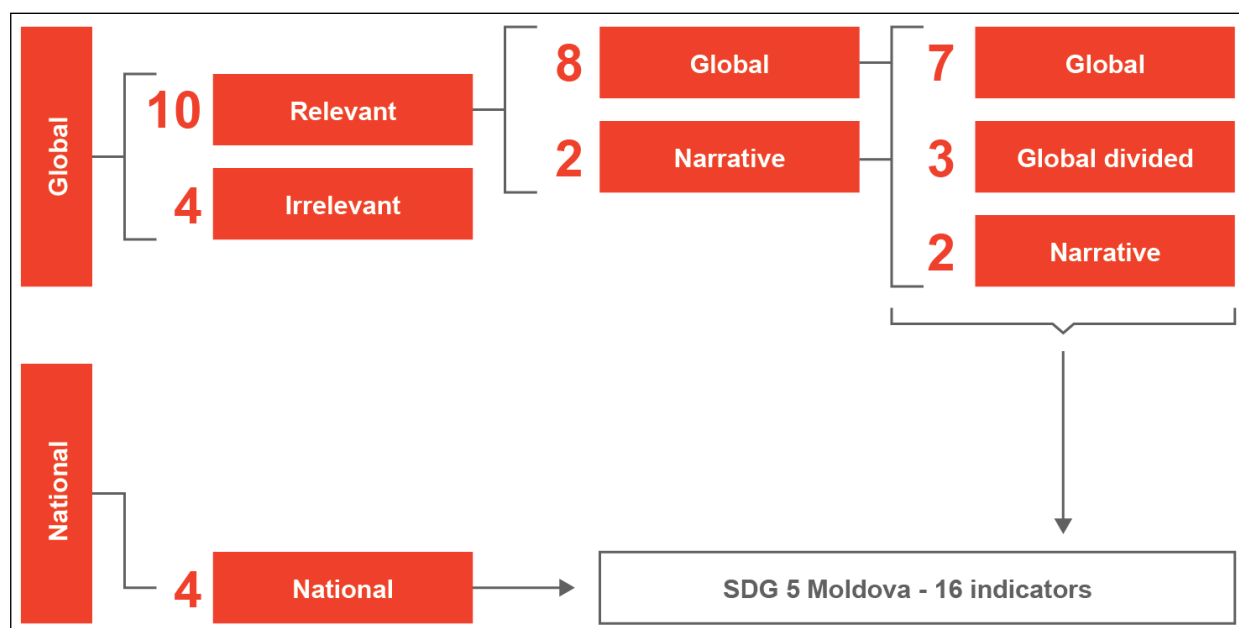 Global
10 Relevant
4 Irrelevant
8 Global
2 Narrative
7 Global
3 Global divided
2 Narrative
National
4 National
SDG 5 Moldova - 16 indicators